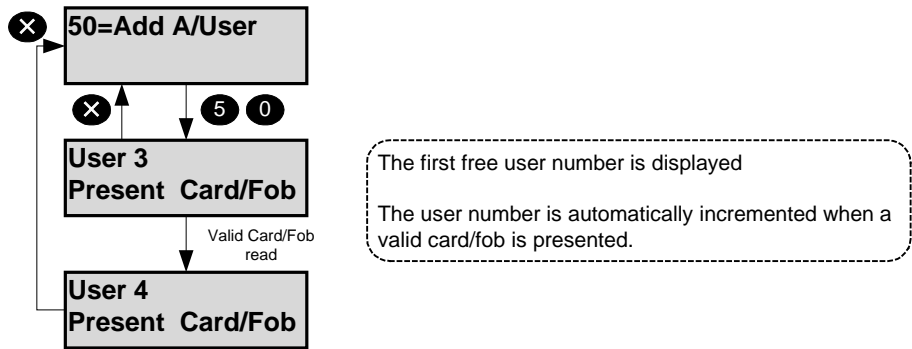 50=Add A/User
5 0
User 3
Present Card/Fob
Valid Card/Fob
read
User 4
Present Card/Fob
The first free user number is displayed
The user number is automatically incremented when a
valid card/fob is presented.